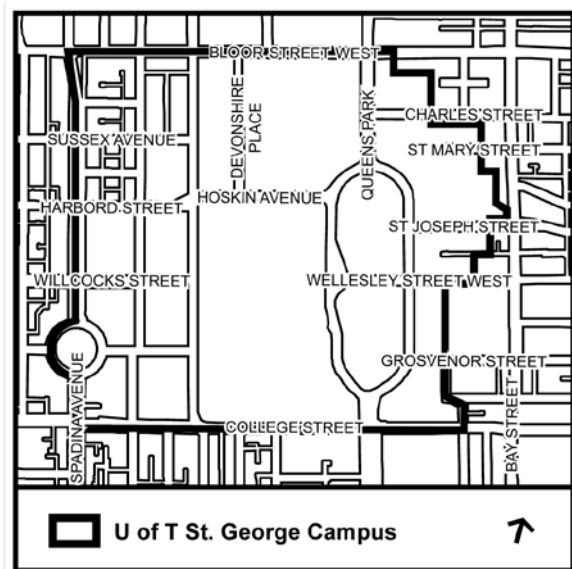 BLOOR STREET WEST
DEVONSHIRE
PLACE
QUEENS PARK
CHARLES STREET
SUSSEX AVENUE
ST MARY STREET
HOSKIN AVENUE
HARBORD STREET
ST JOSEPH STREET
WILLCOCKS STREET
WELLESLEY STREET WEST
GROSVENOR STREET
SPADINA AVENUE
BAY STREET
COLLEGE STREET
U of T St. George Campus